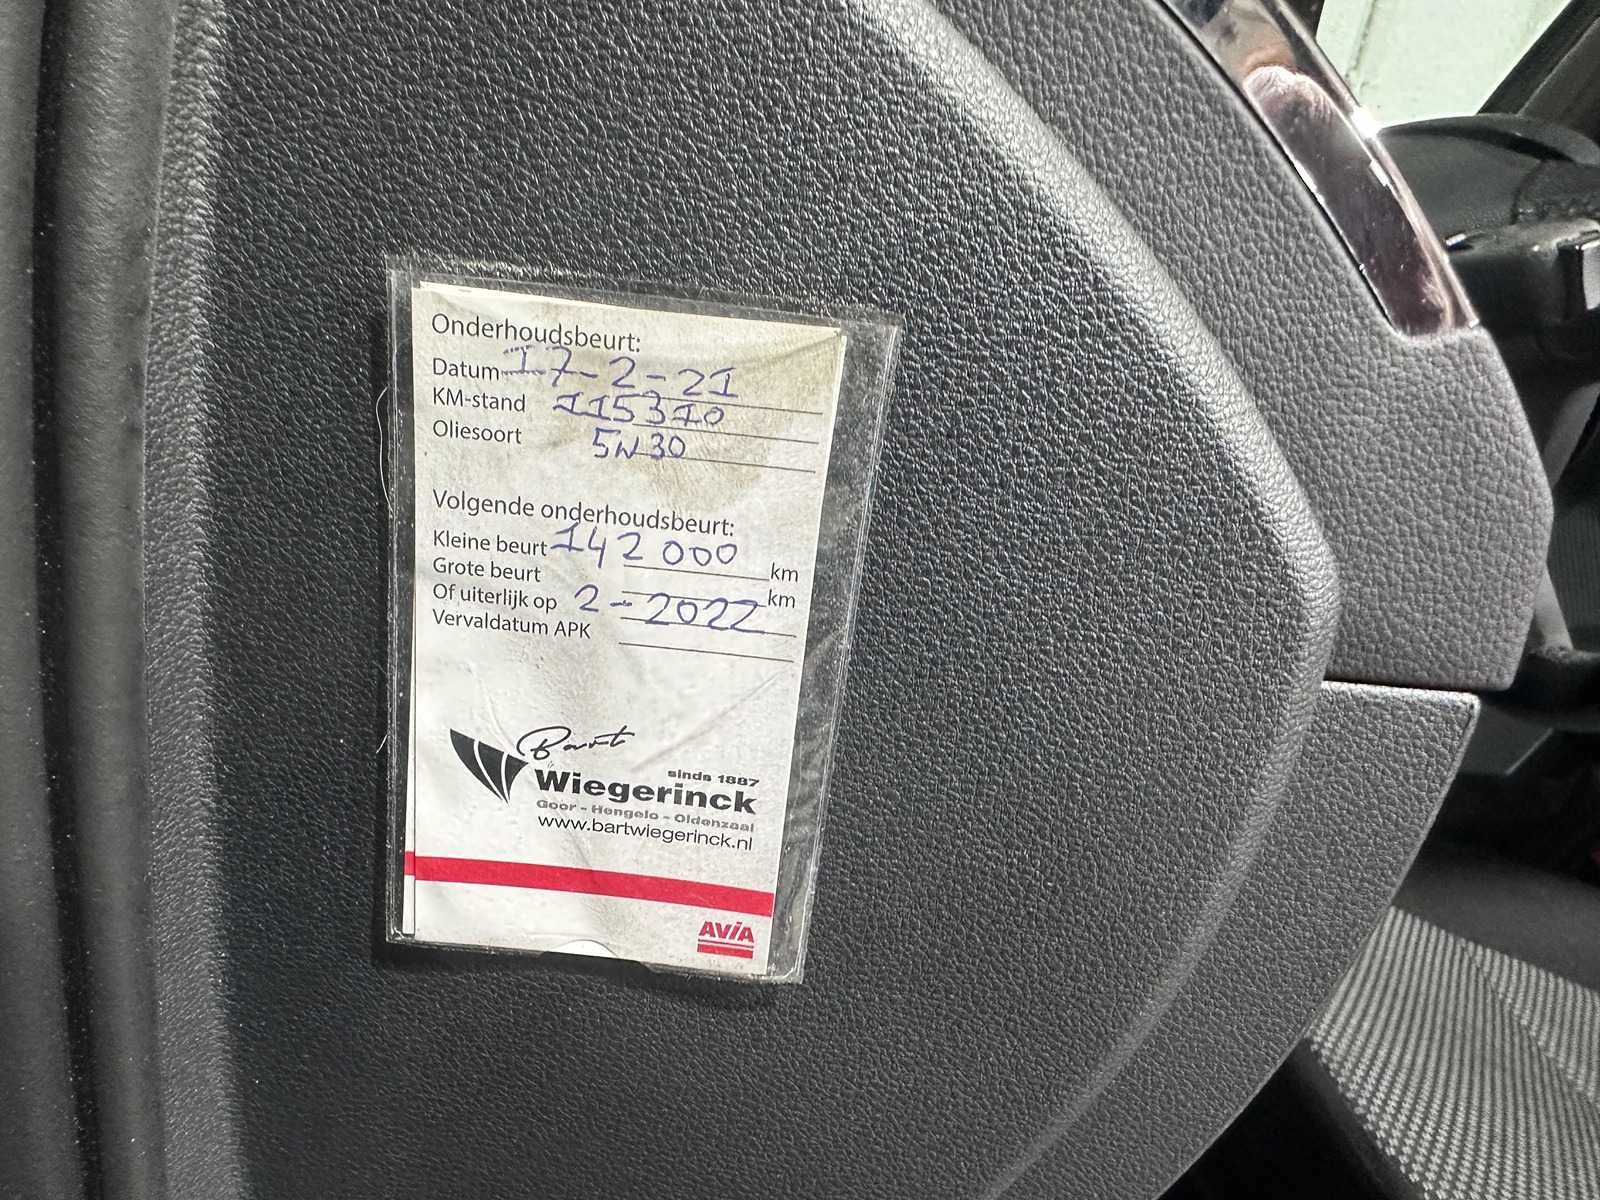 Onderhoudsbeurt:
Datum 17-2-21
KM-stand 115310
Oliesoort 5W30
Volgende onderhoudsbeurt:
Kleine beurt 142000 km
Grote beurt km
Of uiterlijk op 2-2022
Vervaldatum APK
Bart
sinds 1887
Wiegerinck
Goor - Hengelo - Oldenzaal
www.bartwiegerinck.nl
AVIA